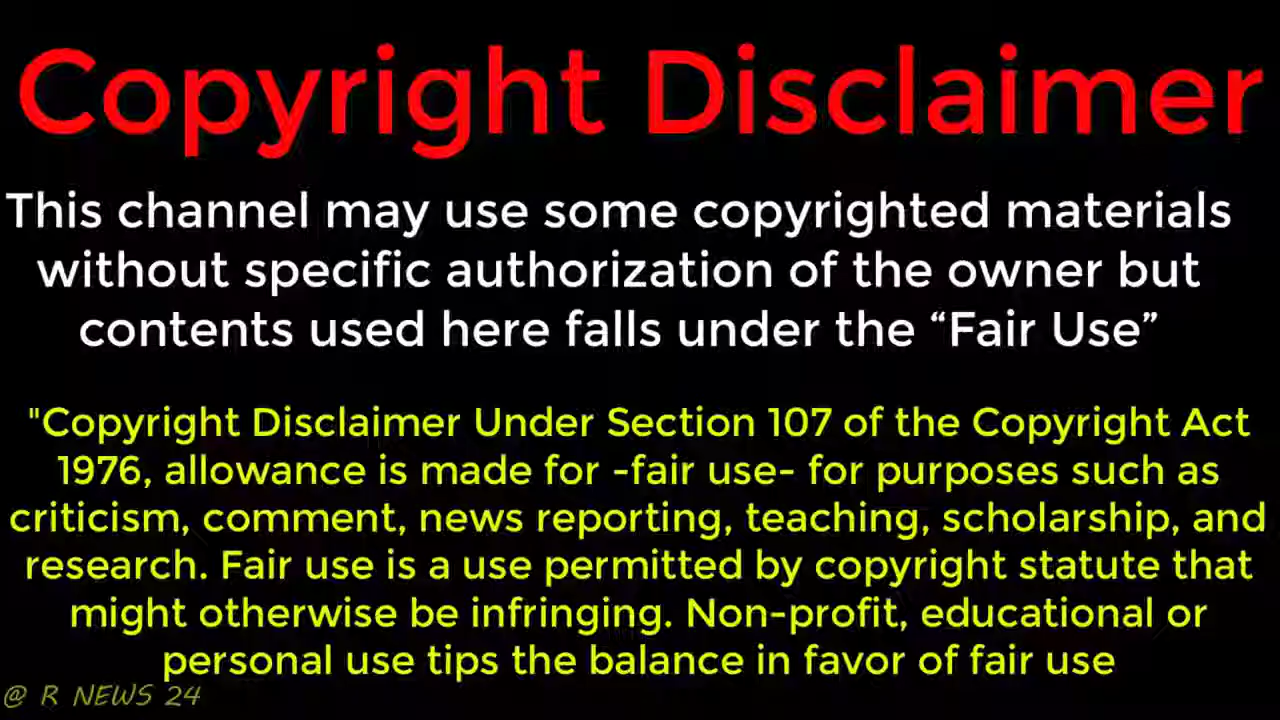 Copyright Disclaimer
This channel may use some copyrighted materials
without specific authorization of the owner but
contents used here falls under the “Fair Use”
"Copyright Disclaimer Under Section 107 of the Copyright Act
1976, allowance is made for -fair use- for purposes such as
criticism, comment, news reporting, teaching, scholarship, and
research. Fair use is a use permitted by copyright statute that
might otherwise be infringing. Non-profit, educational or
personal use tips the balance in favor of fair use
@ R NEWS 24